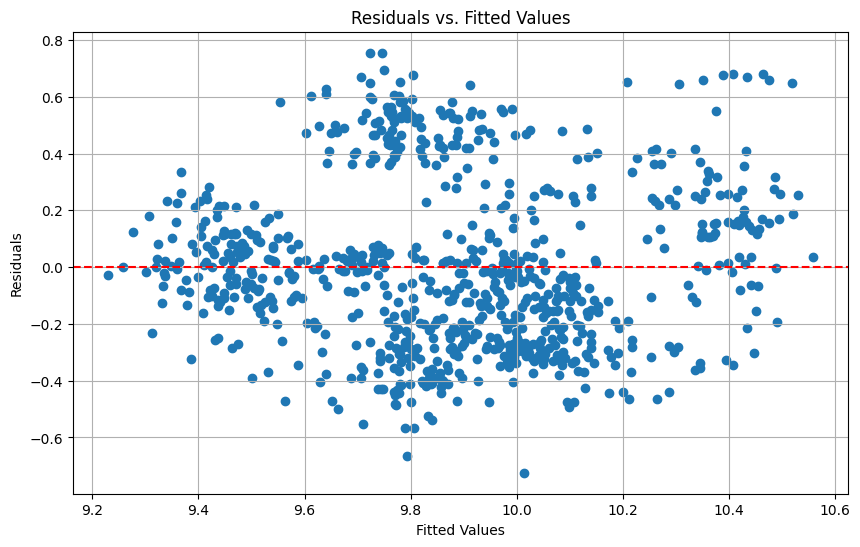 Residuals vs. Fitted Values
Residuals
0.8
0.6
0.4
0.2
0.0
−0.2
−0.4
−0.6
9.2 9.4 9.6 9.8 10.0 10.2 10.4 10.6
Fitted Values